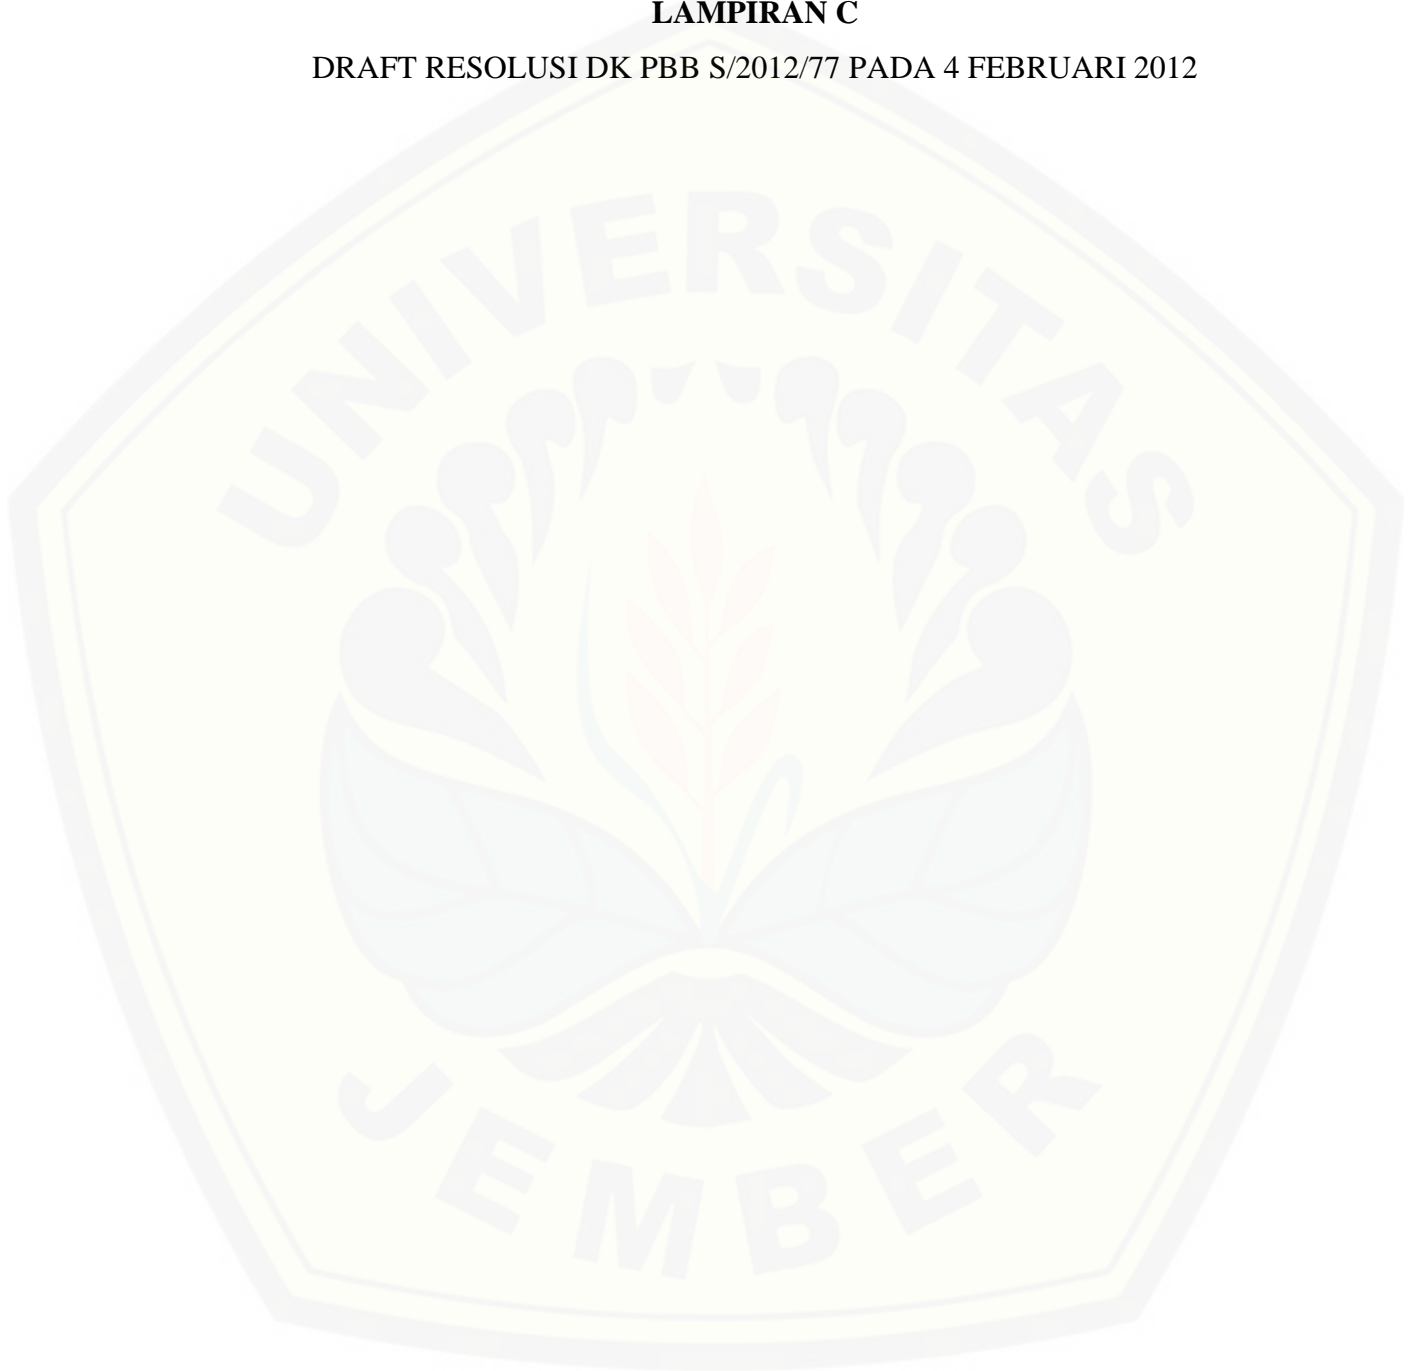 LAMPIRAN C
DRAFT RESOLUSI DK PBB S/2012/77 PADA 4 FEBRUARI 2012
UNIVERSITAS
JEMBER